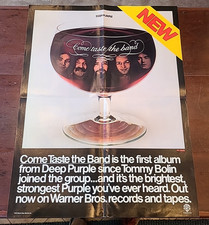 NEW
Come taste the band
Come Taste the Band is the first album
from Deep Purple since Tommy Bolin
joined the group...and it's the brightest,
strongest Purple you've ever heard. Out
now on Warner Bros. records and tapes.